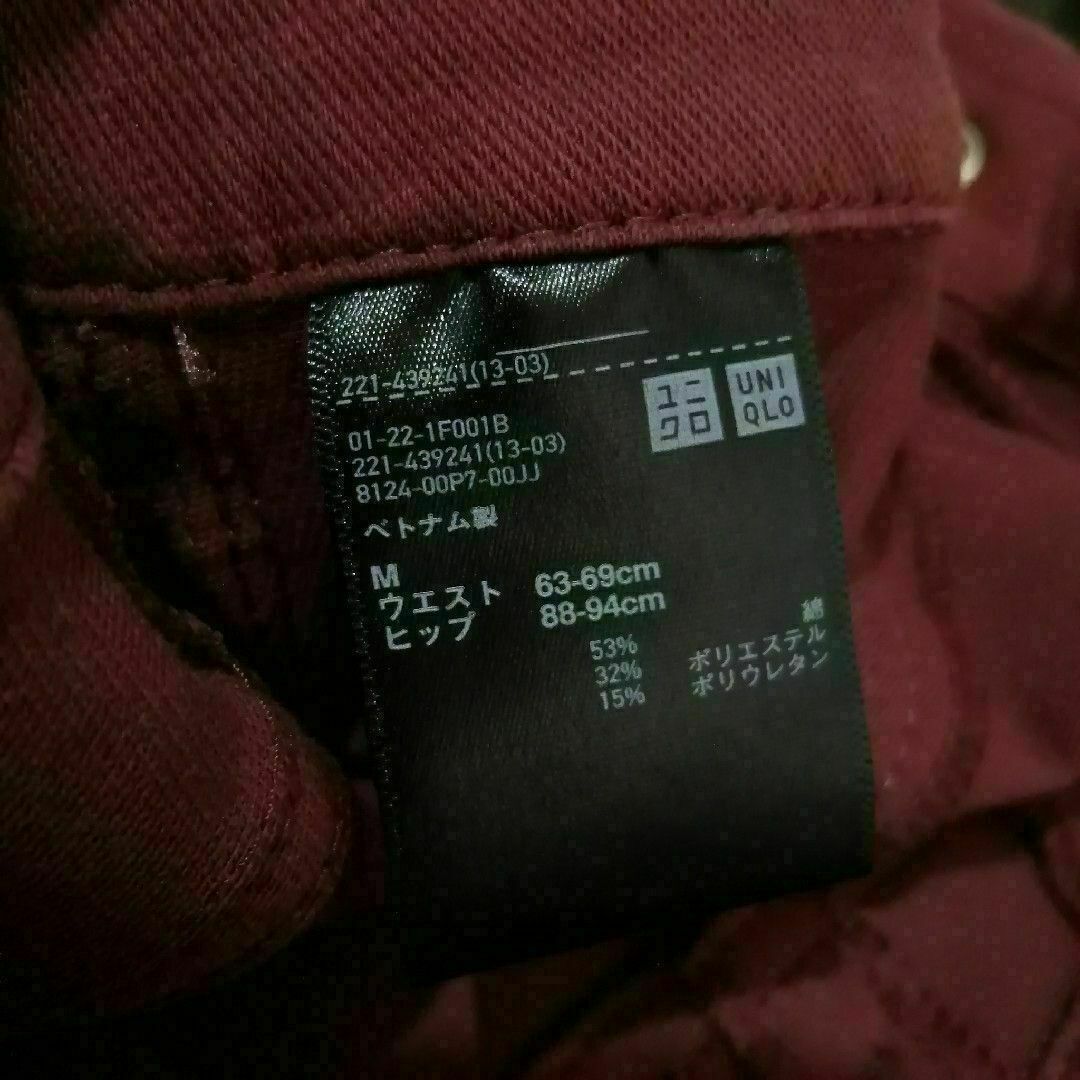 221-439241(13-03)
ユニ
クロ
UNI
QLO
01-22-1F001B
221-439241(13-03)
8124-00P7-00JJ
ベトナム製
M
ウエスト 63-69cm
ヒップ 88-94cm
53% 綿
32% ポリエステル
15% ポリウレタン